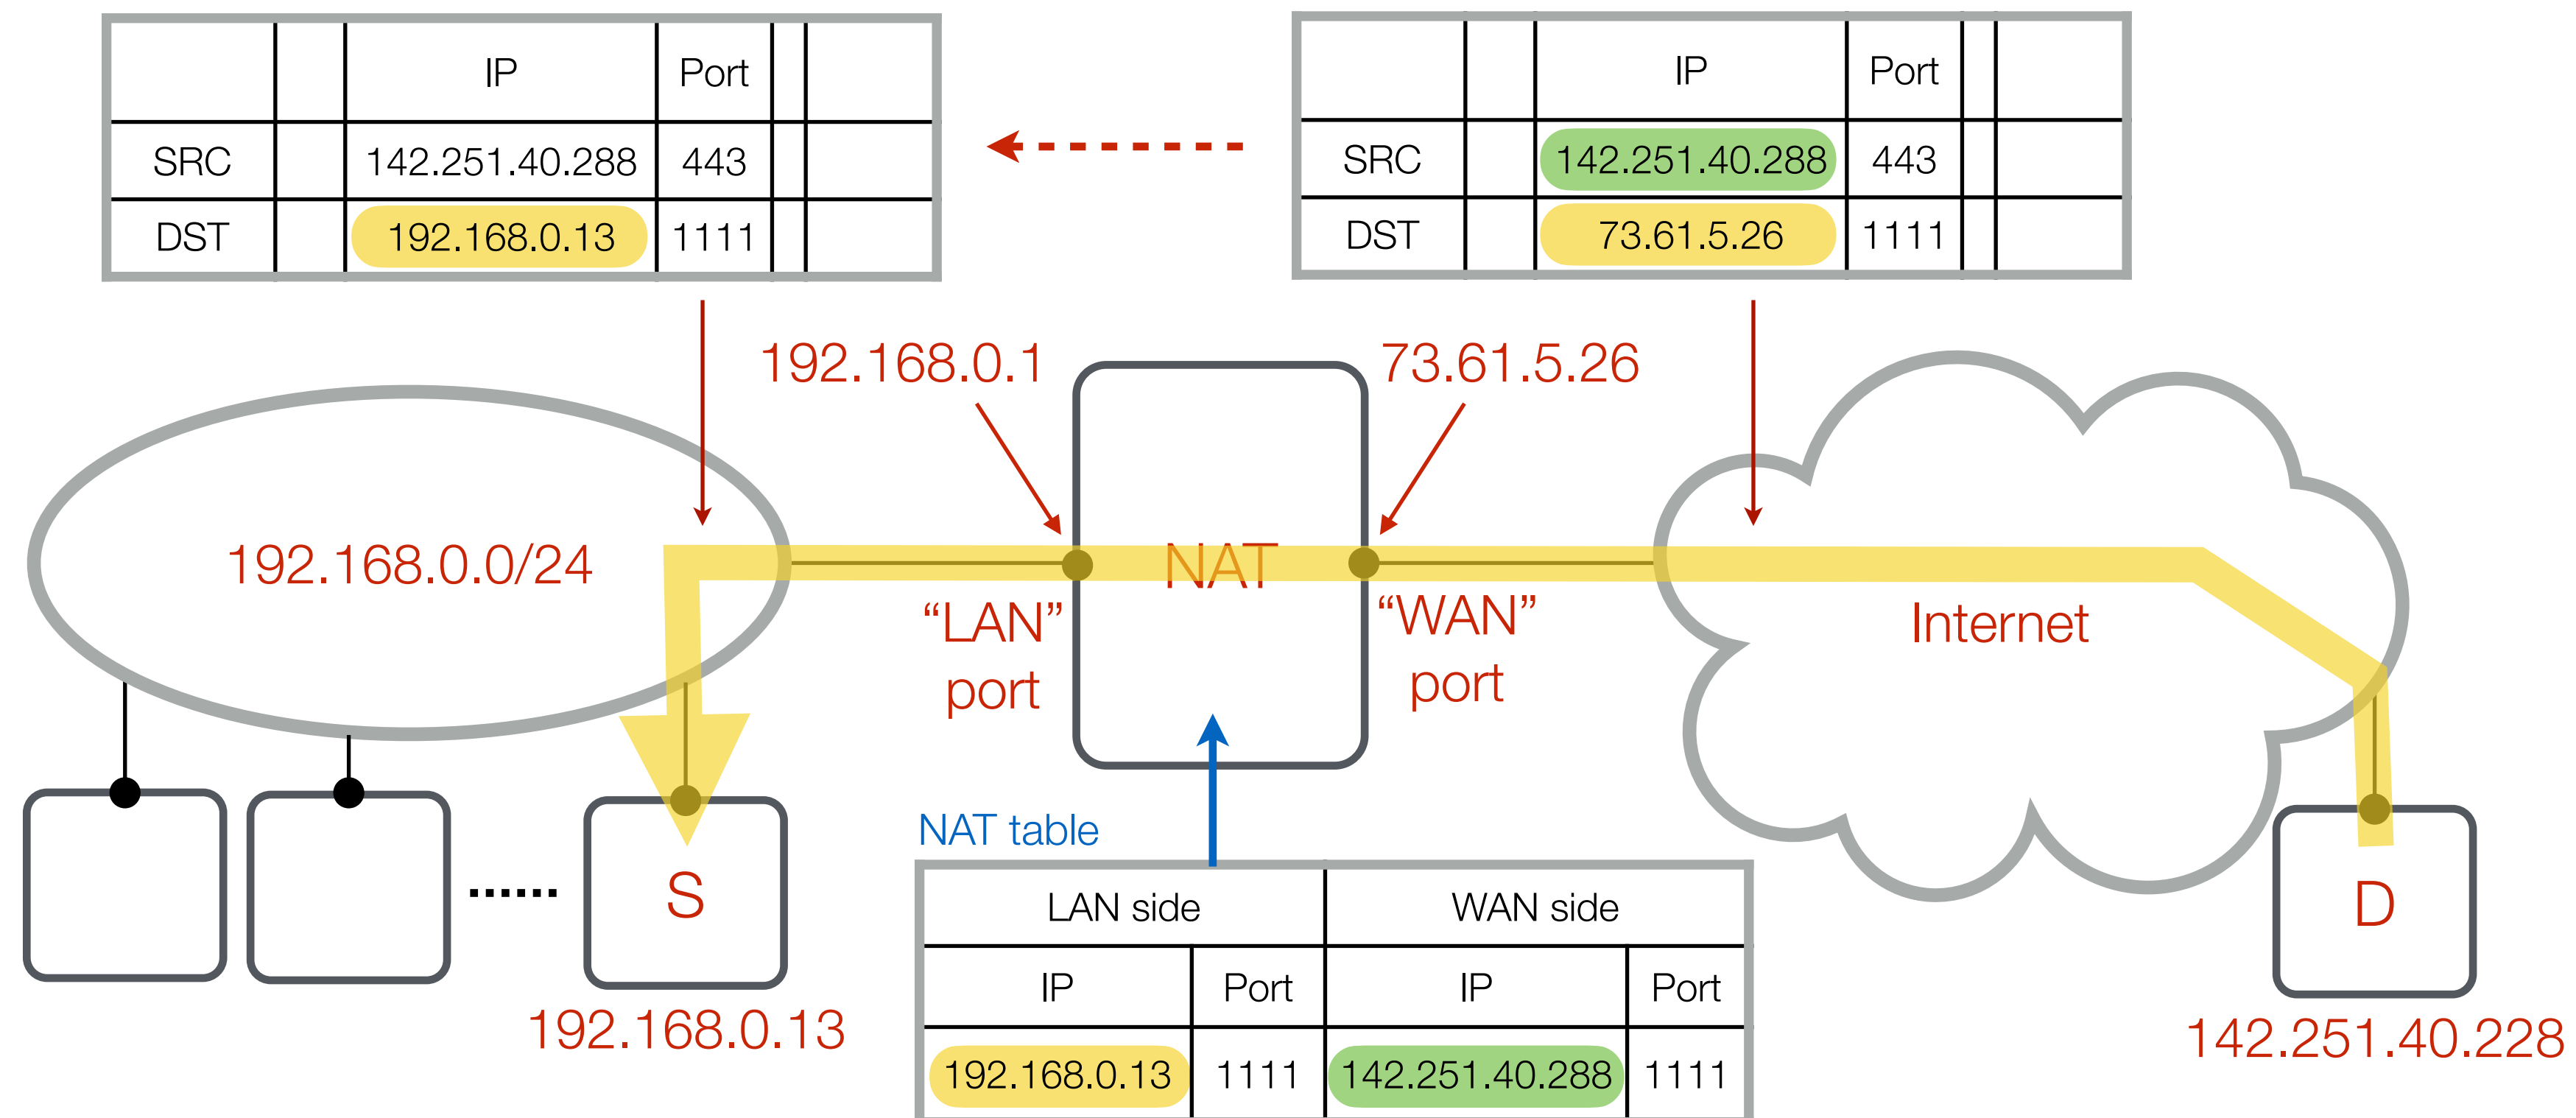 IP Port
SRC 142.251.40.288 443
DST 192.168.0.13 1111
IP Port
SRC 142.251.40.288 443
DST 73.61.5.26 1111
192.168.0.1
73.61.5.26
192.168.0.0/24
NAT
“LAN”
port
“WAN”
port
Internet
S
192.168.0.13
D
142.251.40.228
NAT table
LAN side WAN side
IP Port IP Port
192.168.0.13 1111 142.251.40.288 1111